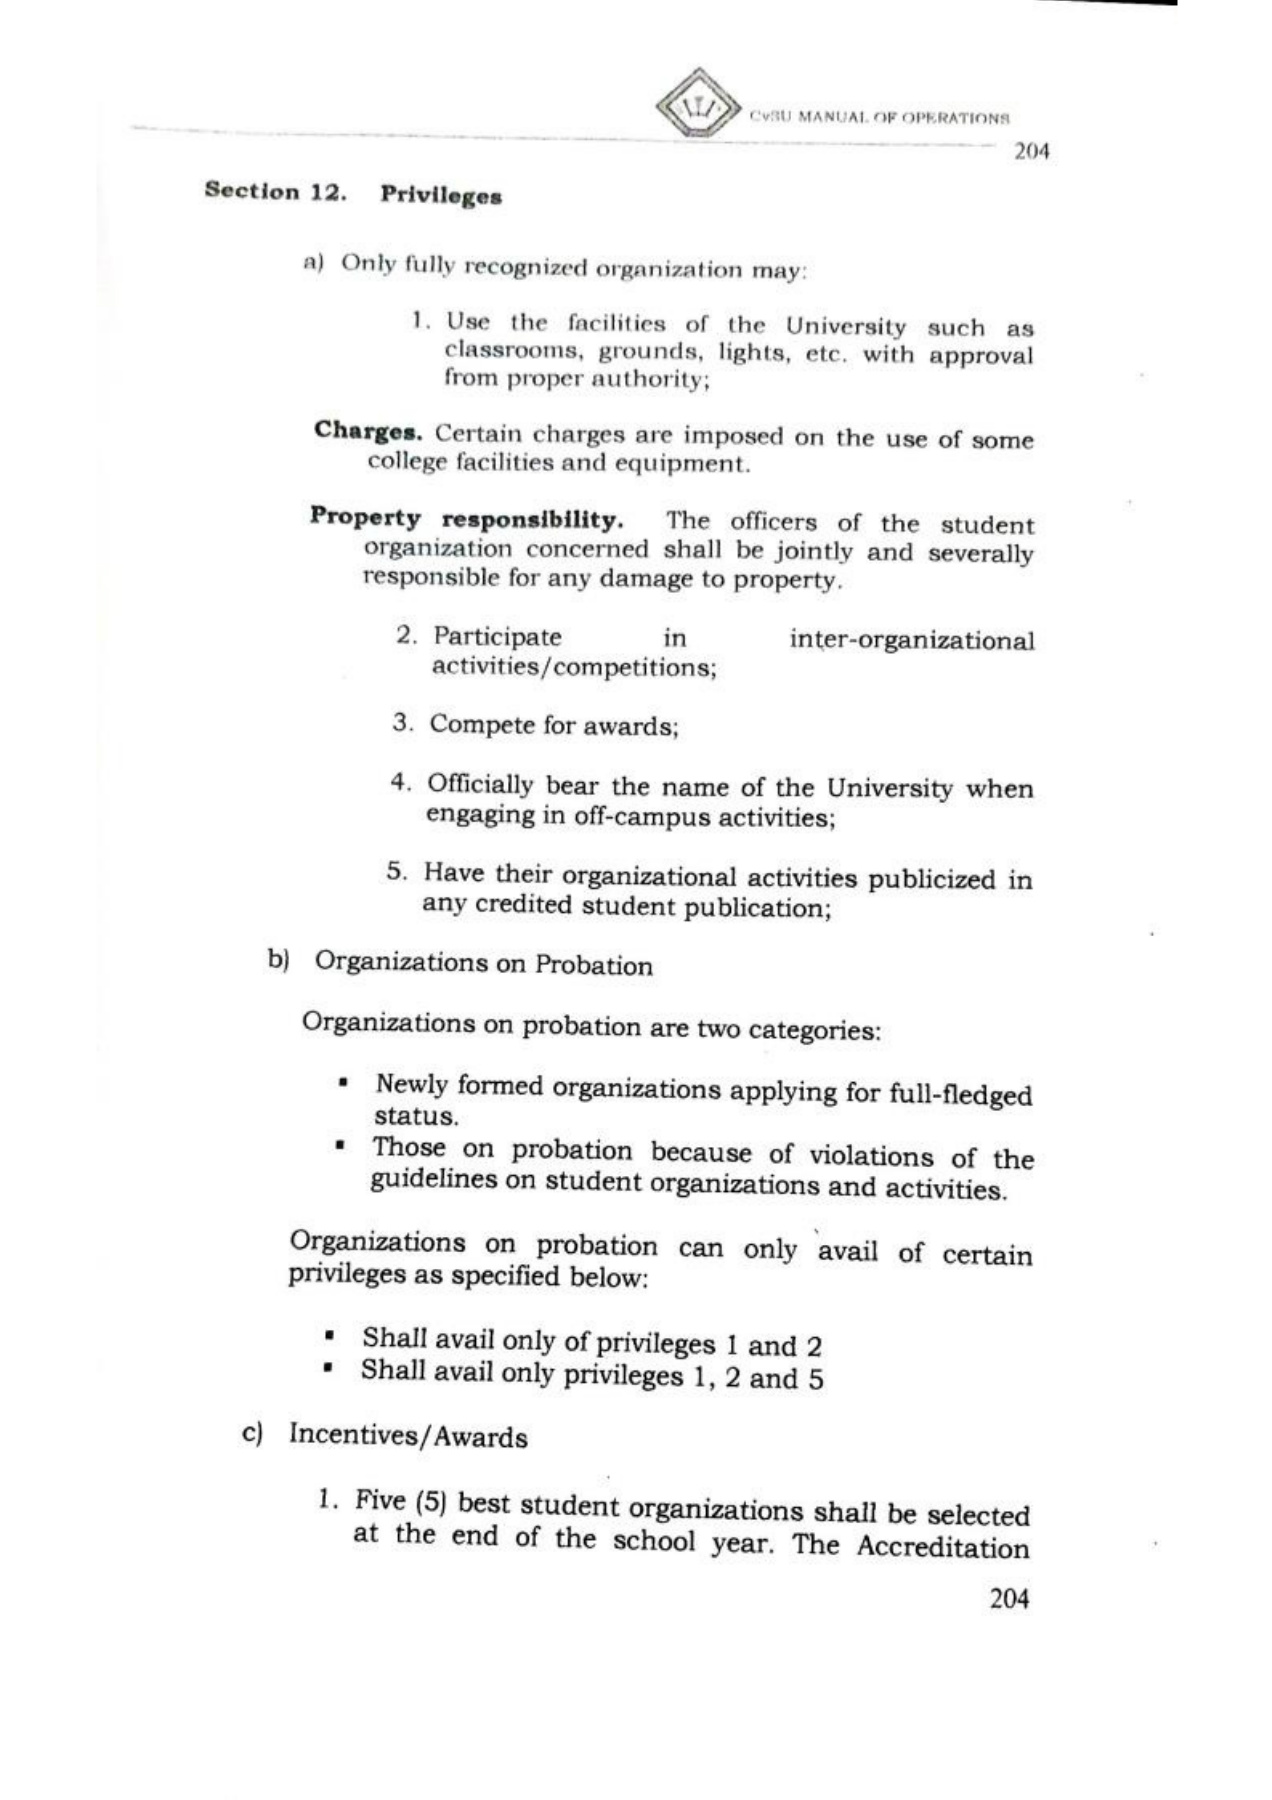 CvSU MANUAL OF OPERATIONS
204
Section 12. Privileges
a) Only fully recognized organization may:
1. Use the facilities of the University such as
classrooms, grounds, lights, etc. with approval
from proper authority;
Charges. Certain charges are imposed on the use of some
college facilities and equipment.
Property responsibility. The officers of the student
organization concerned shall be jointly and severally
responsible for any damage to property.
2. Participate in inter-organizational
activities/competitions;
3. Compete for awards;
4. Officially bear the name of the University when
engaging in off-campus activities;
5. Have their organizational activities publicized in
any credited student publication;
b) Organizations on Probation
Organizations on probation are two categories:
▪ Newly formed organizations applying for full-fledged
status.
▪ Those on probation because of violations of the
guidelines on student organizations and activities.
Organizations on probation can only avail of certain
privileges as specified below:
▪ Shall avail only of privileges 1 and 2
▪ Shall avail only privileges 1, 2 and 5
c) Incentives/Awards
1. Five (5) best student organizations shall be selected
at the end of the school year. The Accreditation
204